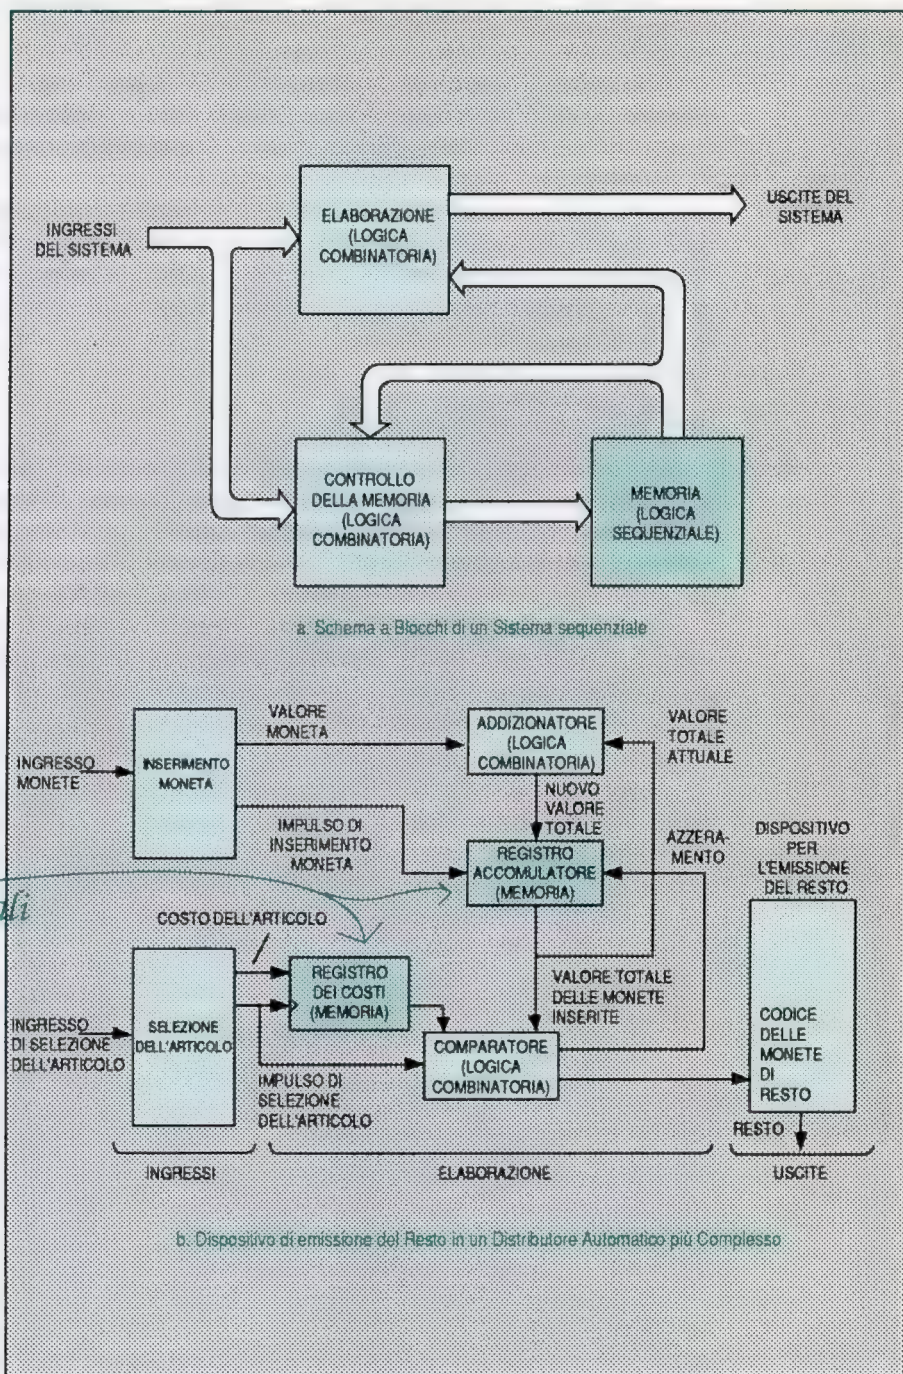 INGRESSI
DEL SISTEMA
ELABORAZIONE
(LOGICA
COMBINATORIA)
USCITE DEL
SISTEMA
CONTROLLO
DELLA MEMORIA
(LOGICA
COMBINATORIA)
MEMORIA
(LOGICA
SEQUENZIALE)
a. Schema a Blocchi di un Sistema sequenziale
INGRESSO
MONETE
INSERIMENTO
MONETA
VALORE
MONETA
IMPULSO DI
INSERIMENTO
MONETA
ADDIZIONATORE
(LOGICA
COMBINATORIA)
VALORE
TOTALE
ATTUALE
NUOVO
VALORE
TOTALE
REGISTRO
ACCUMULATORE
(MEMORIA)
AZZERA-
MENTO
DISPOSITIVO
PER
L'EMISSIONE
DEL RESTO
COSTO DELL'ARTICOLO
INGRESSO
DI SELEZIONE
DELL'ARTICOLO
SELEZIONE
DELL'ARTICOLO
REGISTRO
DEI COSTI
(MEMORIA)
VALORE TOTALE
DELLE MONETE
INSERITE
IMPULSO DI
SELEZIONE
DELL'ARTICOLO
COMPARATORE
(LOGICA
COMBINATORIA)
CODICE
DELLE
MONETE
DI
RESTO
RESTO
INGRESSI
ELABORAZIONE
USCITE
b. Dispositivo di emissione del Resto in un Distributore Automatico più Complesso